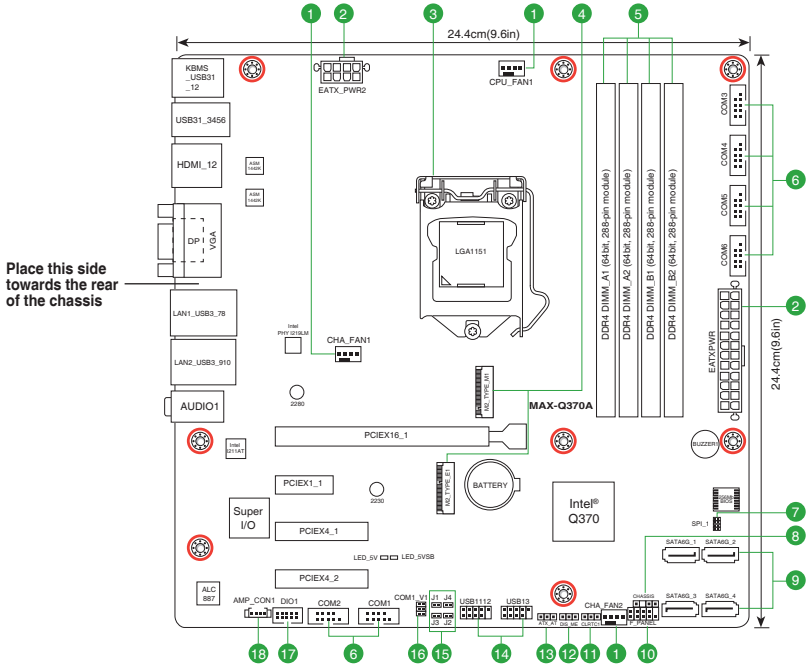 24.4cm(9.6in)
1
2
3
4
1
5
KBMS
_USB31
_12
EATX_PWR2
CPU_FAN1
COM3
USB31_3456
HDMI_12
ASM
1442K
ASM
1442K
COM4
COM5
COM6
6
DP
VGA
LGA1151
DDR4 DIMM_A1 (64bit, 288-pin module)
DDR4 DIMM_A2 (64bit, 288-pin module)
DDR4 DIMM_B1 (64bit, 288-pin module)
DDR4 DIMM_B2 (64bit, 288-pin module)
Place this side
towards the rear
of the chassis
LAN1_USB3_78
Intel
PHY I219LM
CHA_FAN1
1
2
EATXPWR
24.4cm(9.6in)
LAN2_USB3_910
2280
M2_TYPE_M1
MAX-Q370A
AUDIO1
PCIEX16_1
Intel
I211AT
BUZZER1
PCIEX1_1
2230
M2_TYPE_E1
BATTERY
Super
I/O
PCIEX4_1
Intel®
Q370
256Mb
BIOS
SPI_1
7
8
LED_5V
LED_5VSB
SATA6G_1
SATA6G_2
ALC
887
PCIEX4_2
9
AMP_CON1
DIO1
COM2
COM1
COM1_V1
J1
J4
J3
J2
USB1112
USB13
ATX_AT
DIS_ME
CLRTC1
CHA_FAN2
CHASSIS
F_PANEL
SATA6G_3
SATA6G_4
18
17
6
16
15
14
13
12
11
1
10